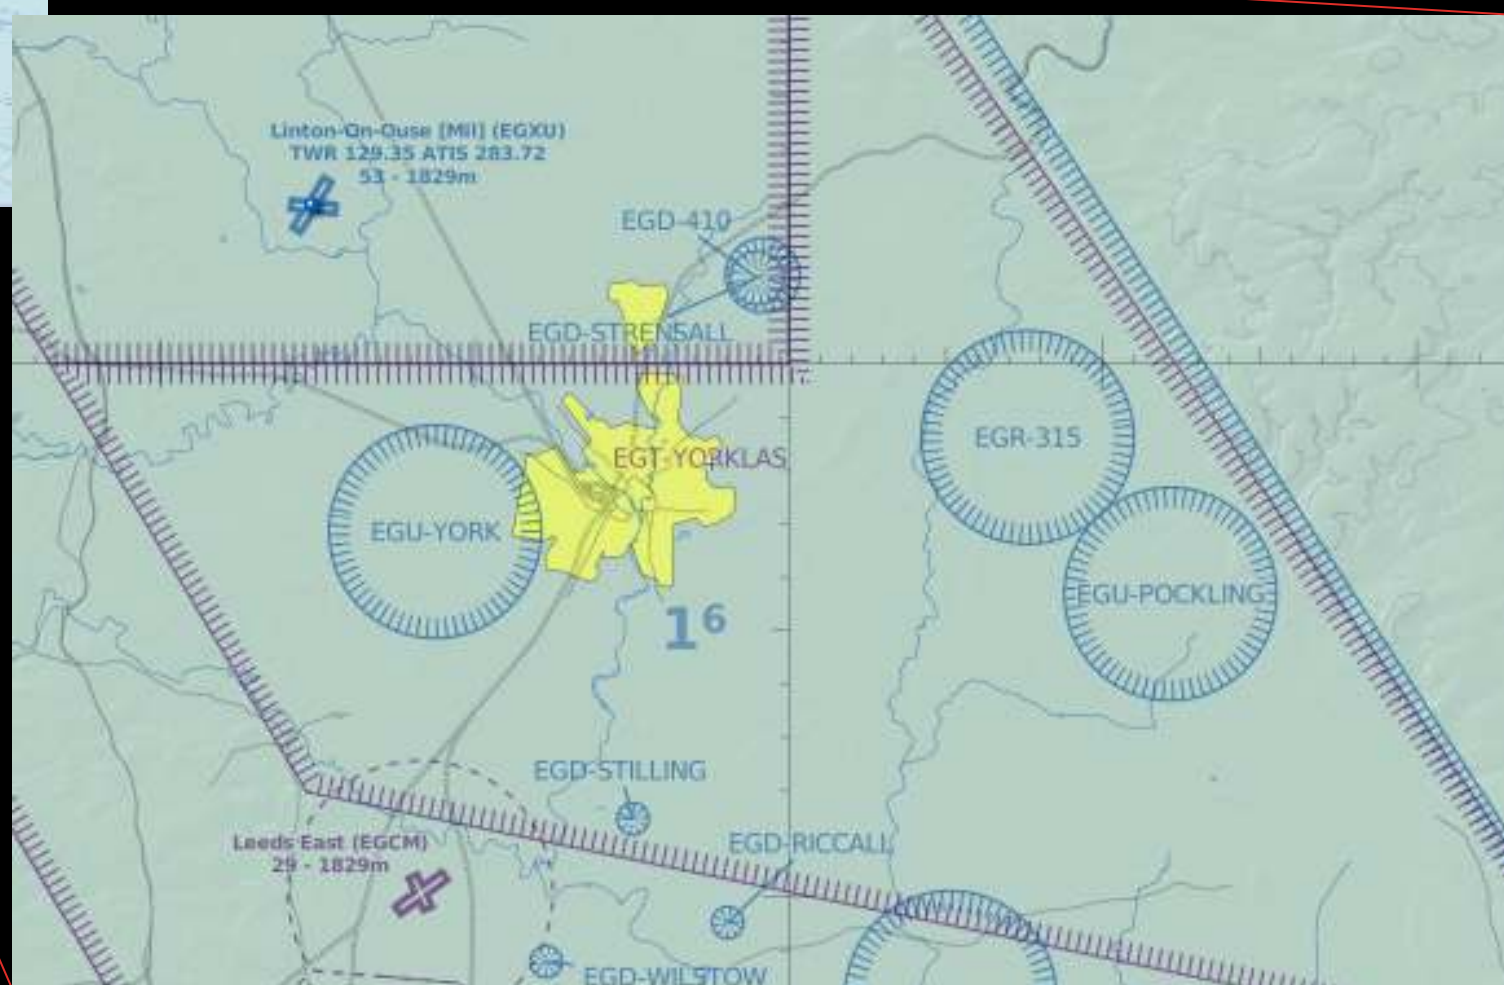 Linton-On-Ouse [Mil] (EGXU)
TWR 129.35 ATIS 283.72
53 - 1829m
EGD-410
EGD-STRENSALL
EGR-315
EGT-YORKLAS
EGU-YORK
EGU-POCKLING
1⁶
EGD-STILLING
Leeds East (EGCM)
29 - 1829m
EGD-RICCALL
EGD-WILSTOW